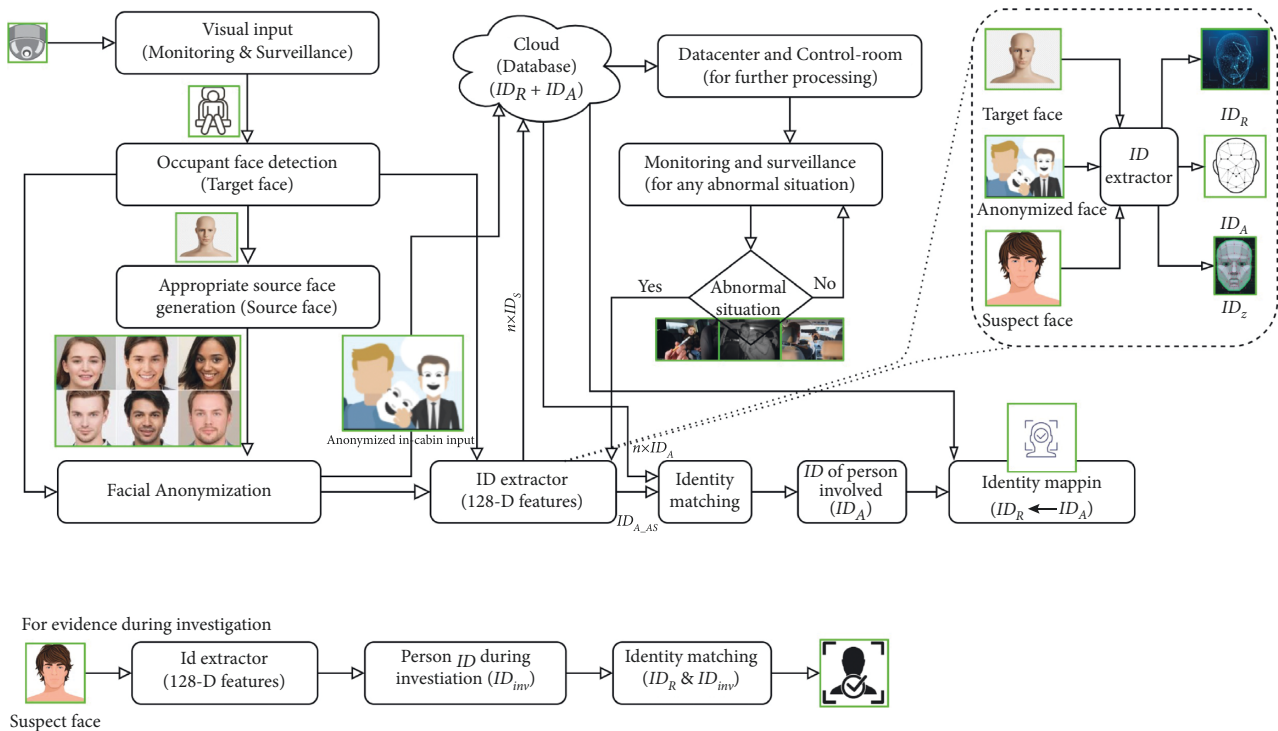 Visual input
(Monitoring & Surveillance)
Occupant face detection
(Target face)
Appropriate source face
generation (Source face)
Facial Anonymization
Anonymized in-cabin input
Cloud
(Database)
(ID_R + ID_A)
n×ID_S
n×ID_A
ID extractor
(128-D features)
ID_A_AS
Datacenter and Control-room
(for further processing)
Monitoring and surveillance
(for any abnormal situation)
Yes
Abnormal
situation
No
Identity
matching
ID of person
involved
(ID_A)
Identity mappin
(ID_R ← ID_A)
Target face
Anonymized face
Suspect face
ID
extractor
ID_R
ID_A
ID_z
For evidence during investigation
Suspect face
Id extractor
(128-D features)
Person ID during
investiation (ID_inv)
Identity matching
(ID_R & ID_inv)